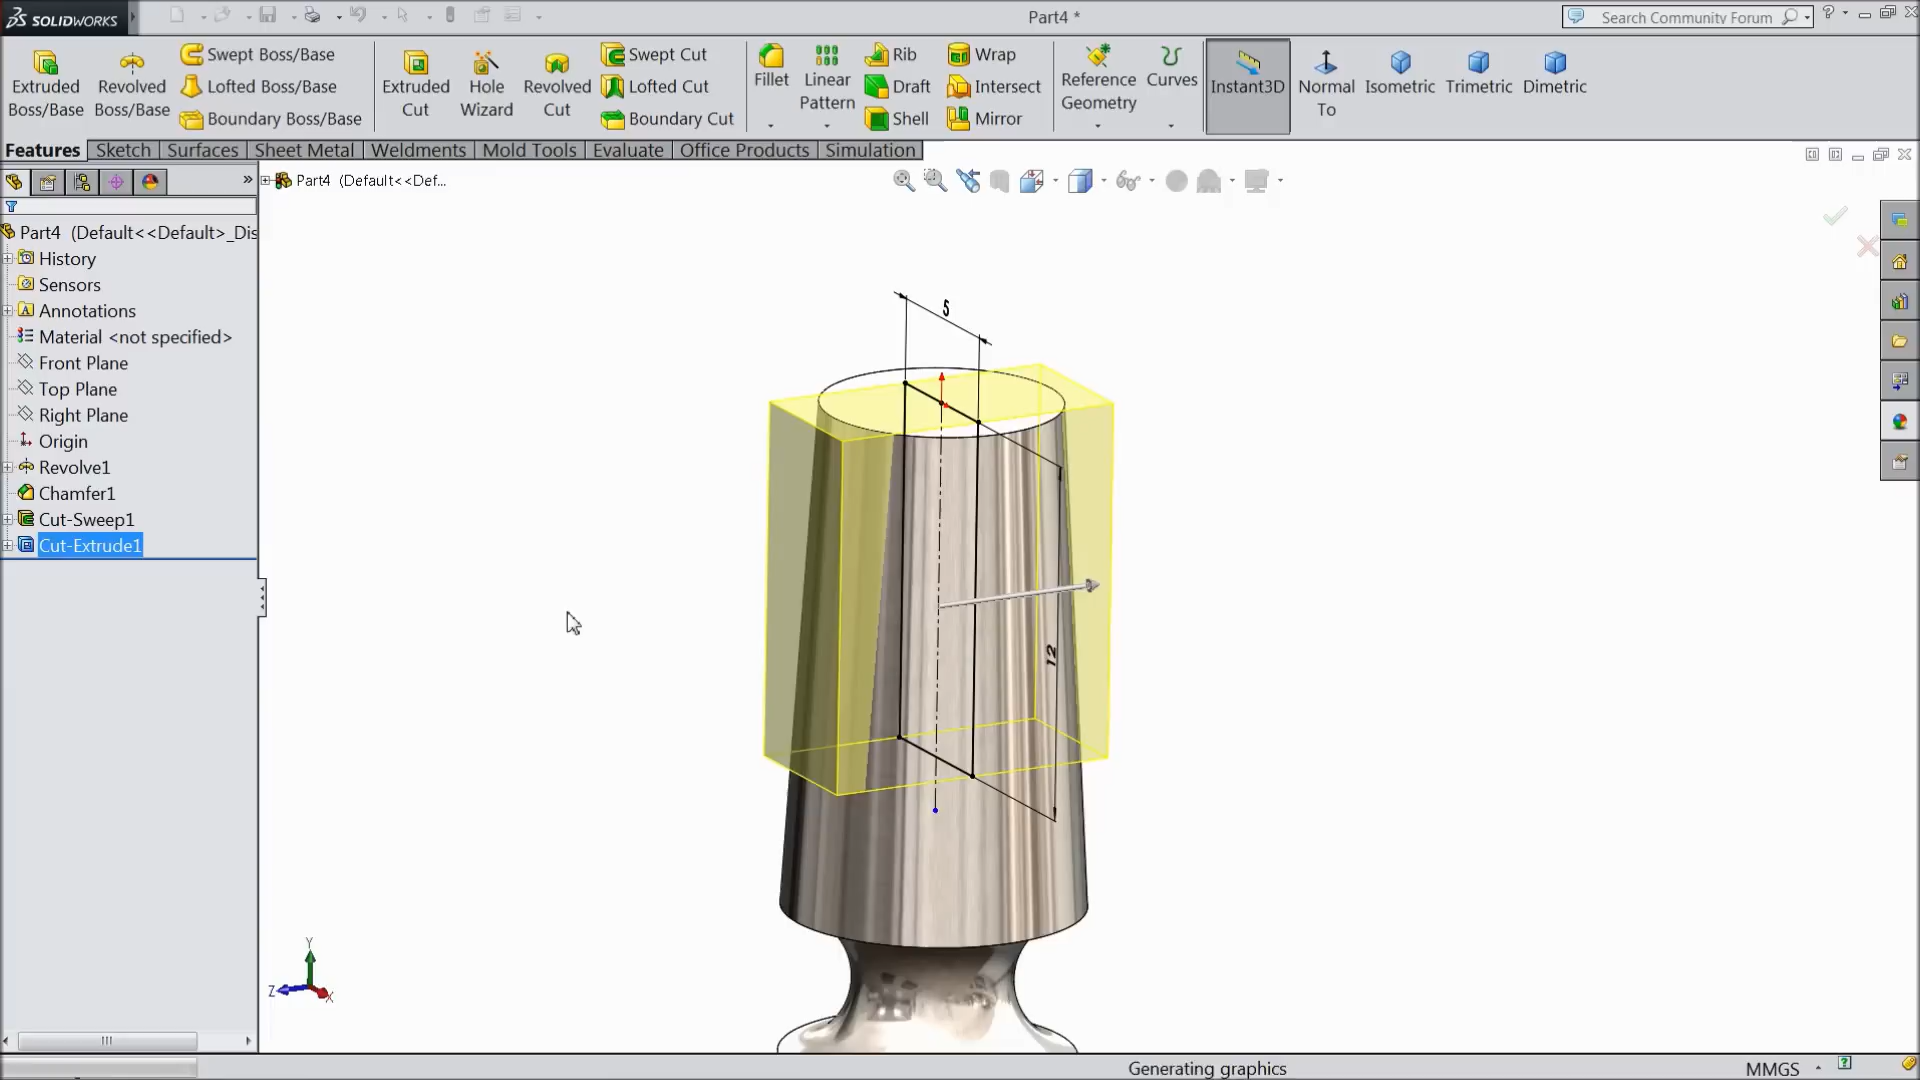 SOLIDWORKS
Part4 *
Search Community Forum
Extruded Boss/Base
Revolved Boss/Base
Swept Boss/Base
Lofted Boss/Base
Boundary Boss/Base
Extruded Cut
Hole Wizard
Revolved Cut
Swept Cut
Lofted Cut
Boundary Cut
Fillet
Linear Pattern
Rib
Draft
Shell
Wrap
Intersect
Mirror
Reference Geometry
Curves
Instant3D
Normal To
Isometric
Trimetric
Dimetric
Features
Sketch
Surfaces
Sheet Metal
Weldments
Mold Tools
Evaluate
Office Products
Simulation
Part4 (Default<<Def...
Part4 (Default<<Default>_Dis
History
Sensors
Annotations
Material <not specified>
Front Plane
Top Plane
Right Plane
Origin
Revolve1
Chamfer1
Cut-Sweep1
Cut-Extrude1
5
12
Y
Z
X
Generating graphics
MMGS